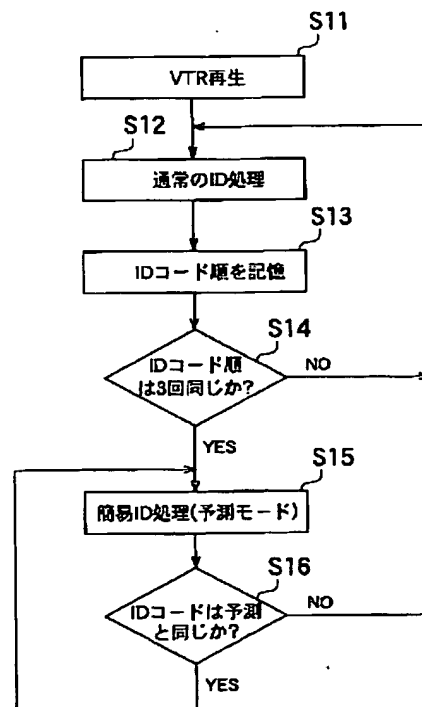 S11
VTR再生
S12
通常のID処理
S13
IDコード順を記憶
S14
IDコード順
は3回同じか?
NO
YES
S15
簡易ID処理(予測モード)
S16
IDコードは予測
と同じか?
NO
YES